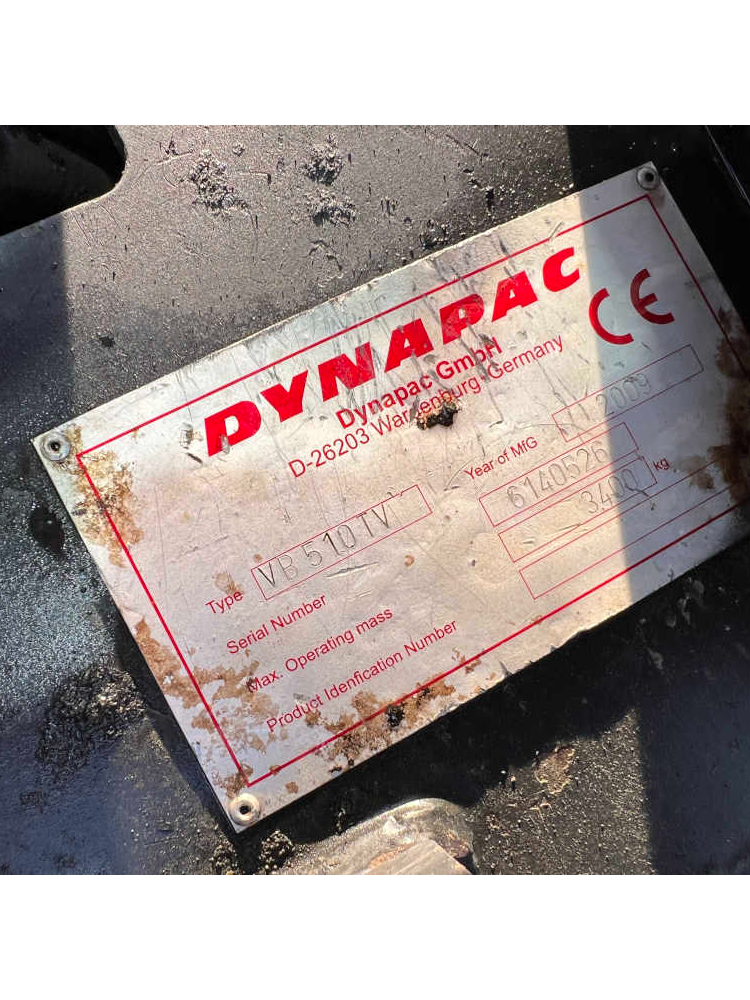 DYNAPAC
CE
Dynapac GmbH
D-26203 Wardenburg · Germany
Type VB 510 TV Year of MfG 2009
Serial Number 6140526
Max. Operating mass 3400 kg
Product Idenfication Number